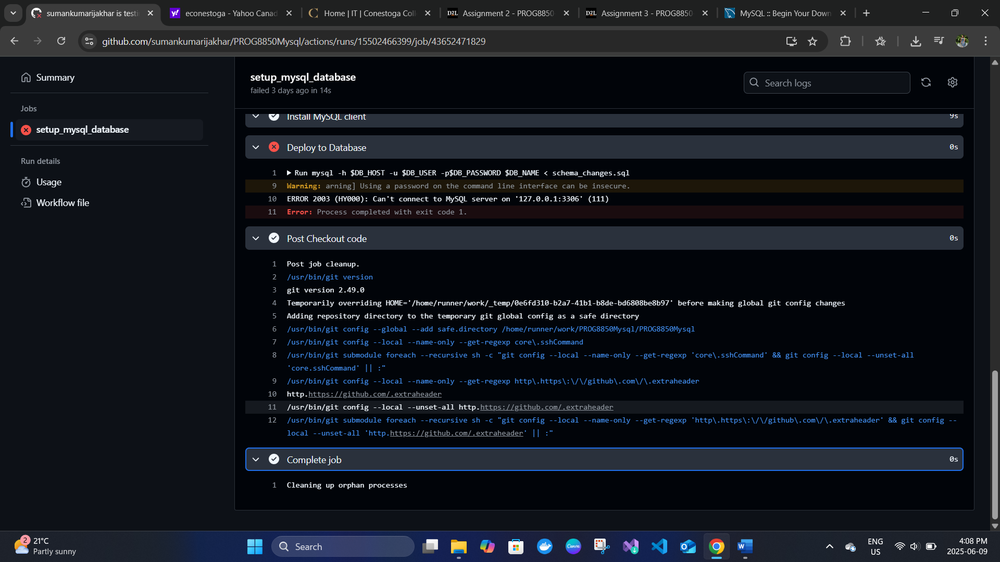 sumankumarijakhar is testi
econestoga - Yahoo Canad
Home | IT | Conestoga Coll
D2L Assignment 2 - PROG8850
D2L Assignment 3 - PROG8850
MySQL :: Begin Your Down
github.com/sumankumarijakhar/PROG8850Mysql/actions/runs/15502466399/job/43652471829
Summary
Jobs
setup_mysql_database
Run details
Usage
Workflow file
setup_mysql_database
failed 3 days ago in 14s
Search logs
Install MySQL client 9s
Deploy to Database 0s
1 Run mysql -h $DB_HOST -u $DB_USER -p$DB_PASSWORD $DB_NAME < schema_changes.sql
9 Warning: arning] Using a password on the command line interface can be insecure.
10 ERROR 2003 (HY000): Can't connect to MySQL server on '127.0.0.1:3306' (111)
11 Error: Process completed with exit code 1.
Post Checkout code 0s
1 Post job cleanup.
2 /usr/bin/git version
3 git version 2.49.0
4 Temporarily overriding HOME='/home/runner/work/_temp/0e6fd310-b2a7-41b1-b8de-bd6808be8b97' before making global git config changes
5 Adding repository directory to the temporary git global config as a safe directory
6 /usr/bin/git config --global --add safe.directory /home/runner/work/PROG8850Mysql/PROG8850Mysql
7 /usr/bin/git config --local --name-only --get-regexp core\.sshCommand
8 /usr/bin/git submodule foreach --recursive sh -c "git config --local --name-only --get-regexp 'core\.sshCommand' && git config --local --unset-all
'core.sshCommand' || :"
9 /usr/bin/git config --local --name-only --get-regexp http\.https\:\/\/github\.com\/\.extraheader
10 http.https://github.com/.extraheader
11 /usr/bin/git config --local --unset-all http.https://github.com/.extraheader
12 /usr/bin/git submodule foreach --recursive sh -c "git config --local --name-only --get-regexp 'http\.https\:\/\/github\.com\/\.extraheader' && git config --
local --unset-all 'http.https://github.com/.extraheader' || :"
Complete job 0s
1 Cleaning up orphan processes
2
21°C
Partly sunny
Search
Canva
ENG
US
4:08 PM
2025-06-09